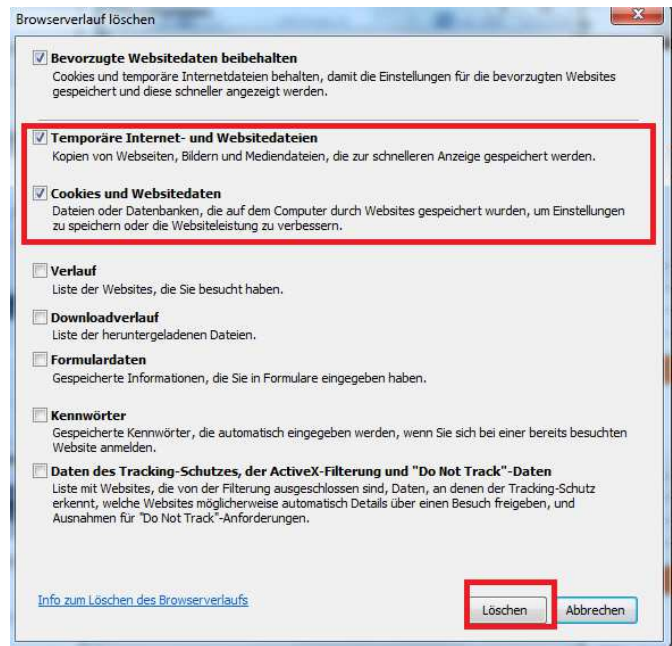 Browserverlauf löschen
Bevorzugte Websitedaten beibehalten
Cookies und temporäre Internetdateien behalten, damit die Einstellungen für die bevorzugten Websites
gespeichert und diese schneller angezeigt werden.
Temporäre Internet- und Websitedateien
Kopien von Webseiten, Bildern und Mediendateien, die zur schnelleren Anzeige gespeichert werden.
Cookies und Websitedaten
Dateien oder Datenbanken, die auf dem Computer durch Websites gespeichert wurden, um Einstellungen
zu speichern oder die Websiteleistung zu verbessern.
Verlauf
Liste der Websites, die Sie besucht haben.
Downloadverlauf
Liste der heruntergeladenen Dateien.
Formulardaten
Gespeicherte Informationen, die Sie in Formulare eingegeben haben.
Kennwörter
Gespeicherte Kennwörter, die automatisch eingegeben werden, wenn Sie sich bei einer bereits besuchten
Website anmelden.
Daten des Tracking-Schutzes, der ActiveX-Filterung und "Do Not Track"-Daten
Liste mit Websites, die von der Filterung ausgeschlossen sind, Daten, an denen der Tracking-Schutz
erkennt, welche Websites möglicherweise automatisch Details über einen Besuch freigeben, und
Ausnahmen für "Do Not Track"-Anforderungen.
Info zum Löschen des Browserverlaufs
Löschen
Abbrechen